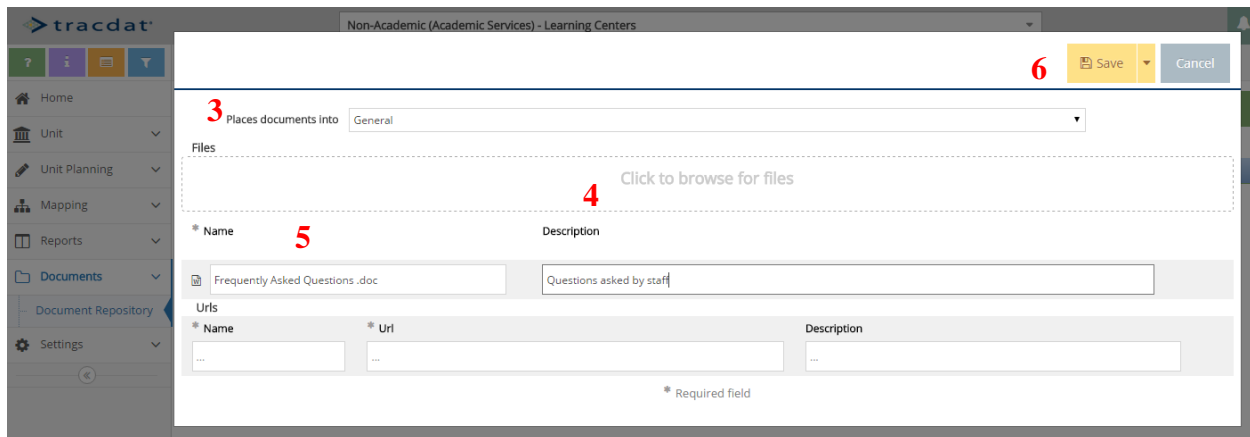 tracdat
Non-Academic (Academic Services) - Learning Centers
? i
6 Save Cancel
Home
3 Places documents into General
Unit
Files
Unit Planning
Click to browse for files
4
Mapping
* Name 5 Description
Reports
Documents
Frequently Asked Questions .doc Questions asked by staff
Urls
Document Repository
* Name * Url Description
Settings
... ... ...
* Required field